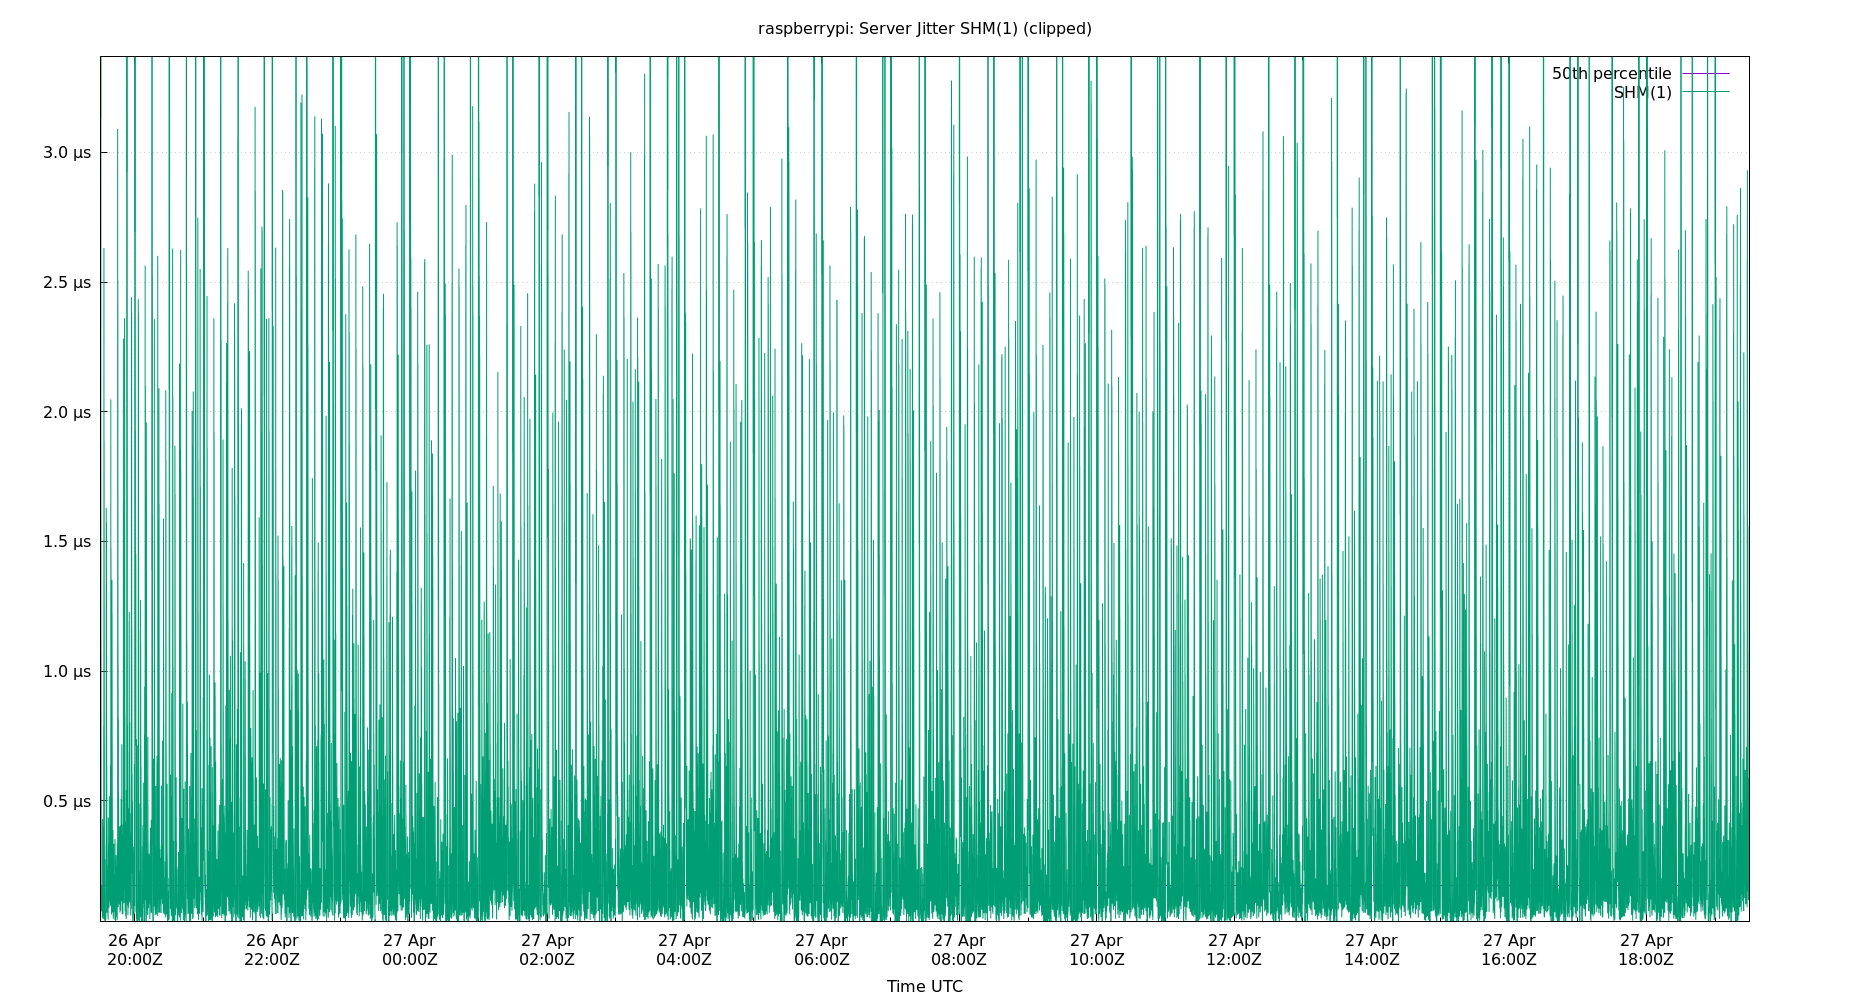 raspberrypi: Server Jitter SHM(1) (clipped)
50th percentile
SHM(1)
3.0 µs
2.5 µs
2.0 µs
1.5 µs
1.0 µs
0.5 µs
26 Apr 26 Apr 27 Apr 27 Apr 27 Apr 27 Apr 27 Apr 27 Apr 27 Apr 27 Apr 27 Apr 27 Apr
20:00Z 22:00Z 00:00Z 02:00Z 04:00Z 06:00Z 08:00Z 10:00Z 12:00Z 14:00Z 16:00Z 18:00Z
Time UTC